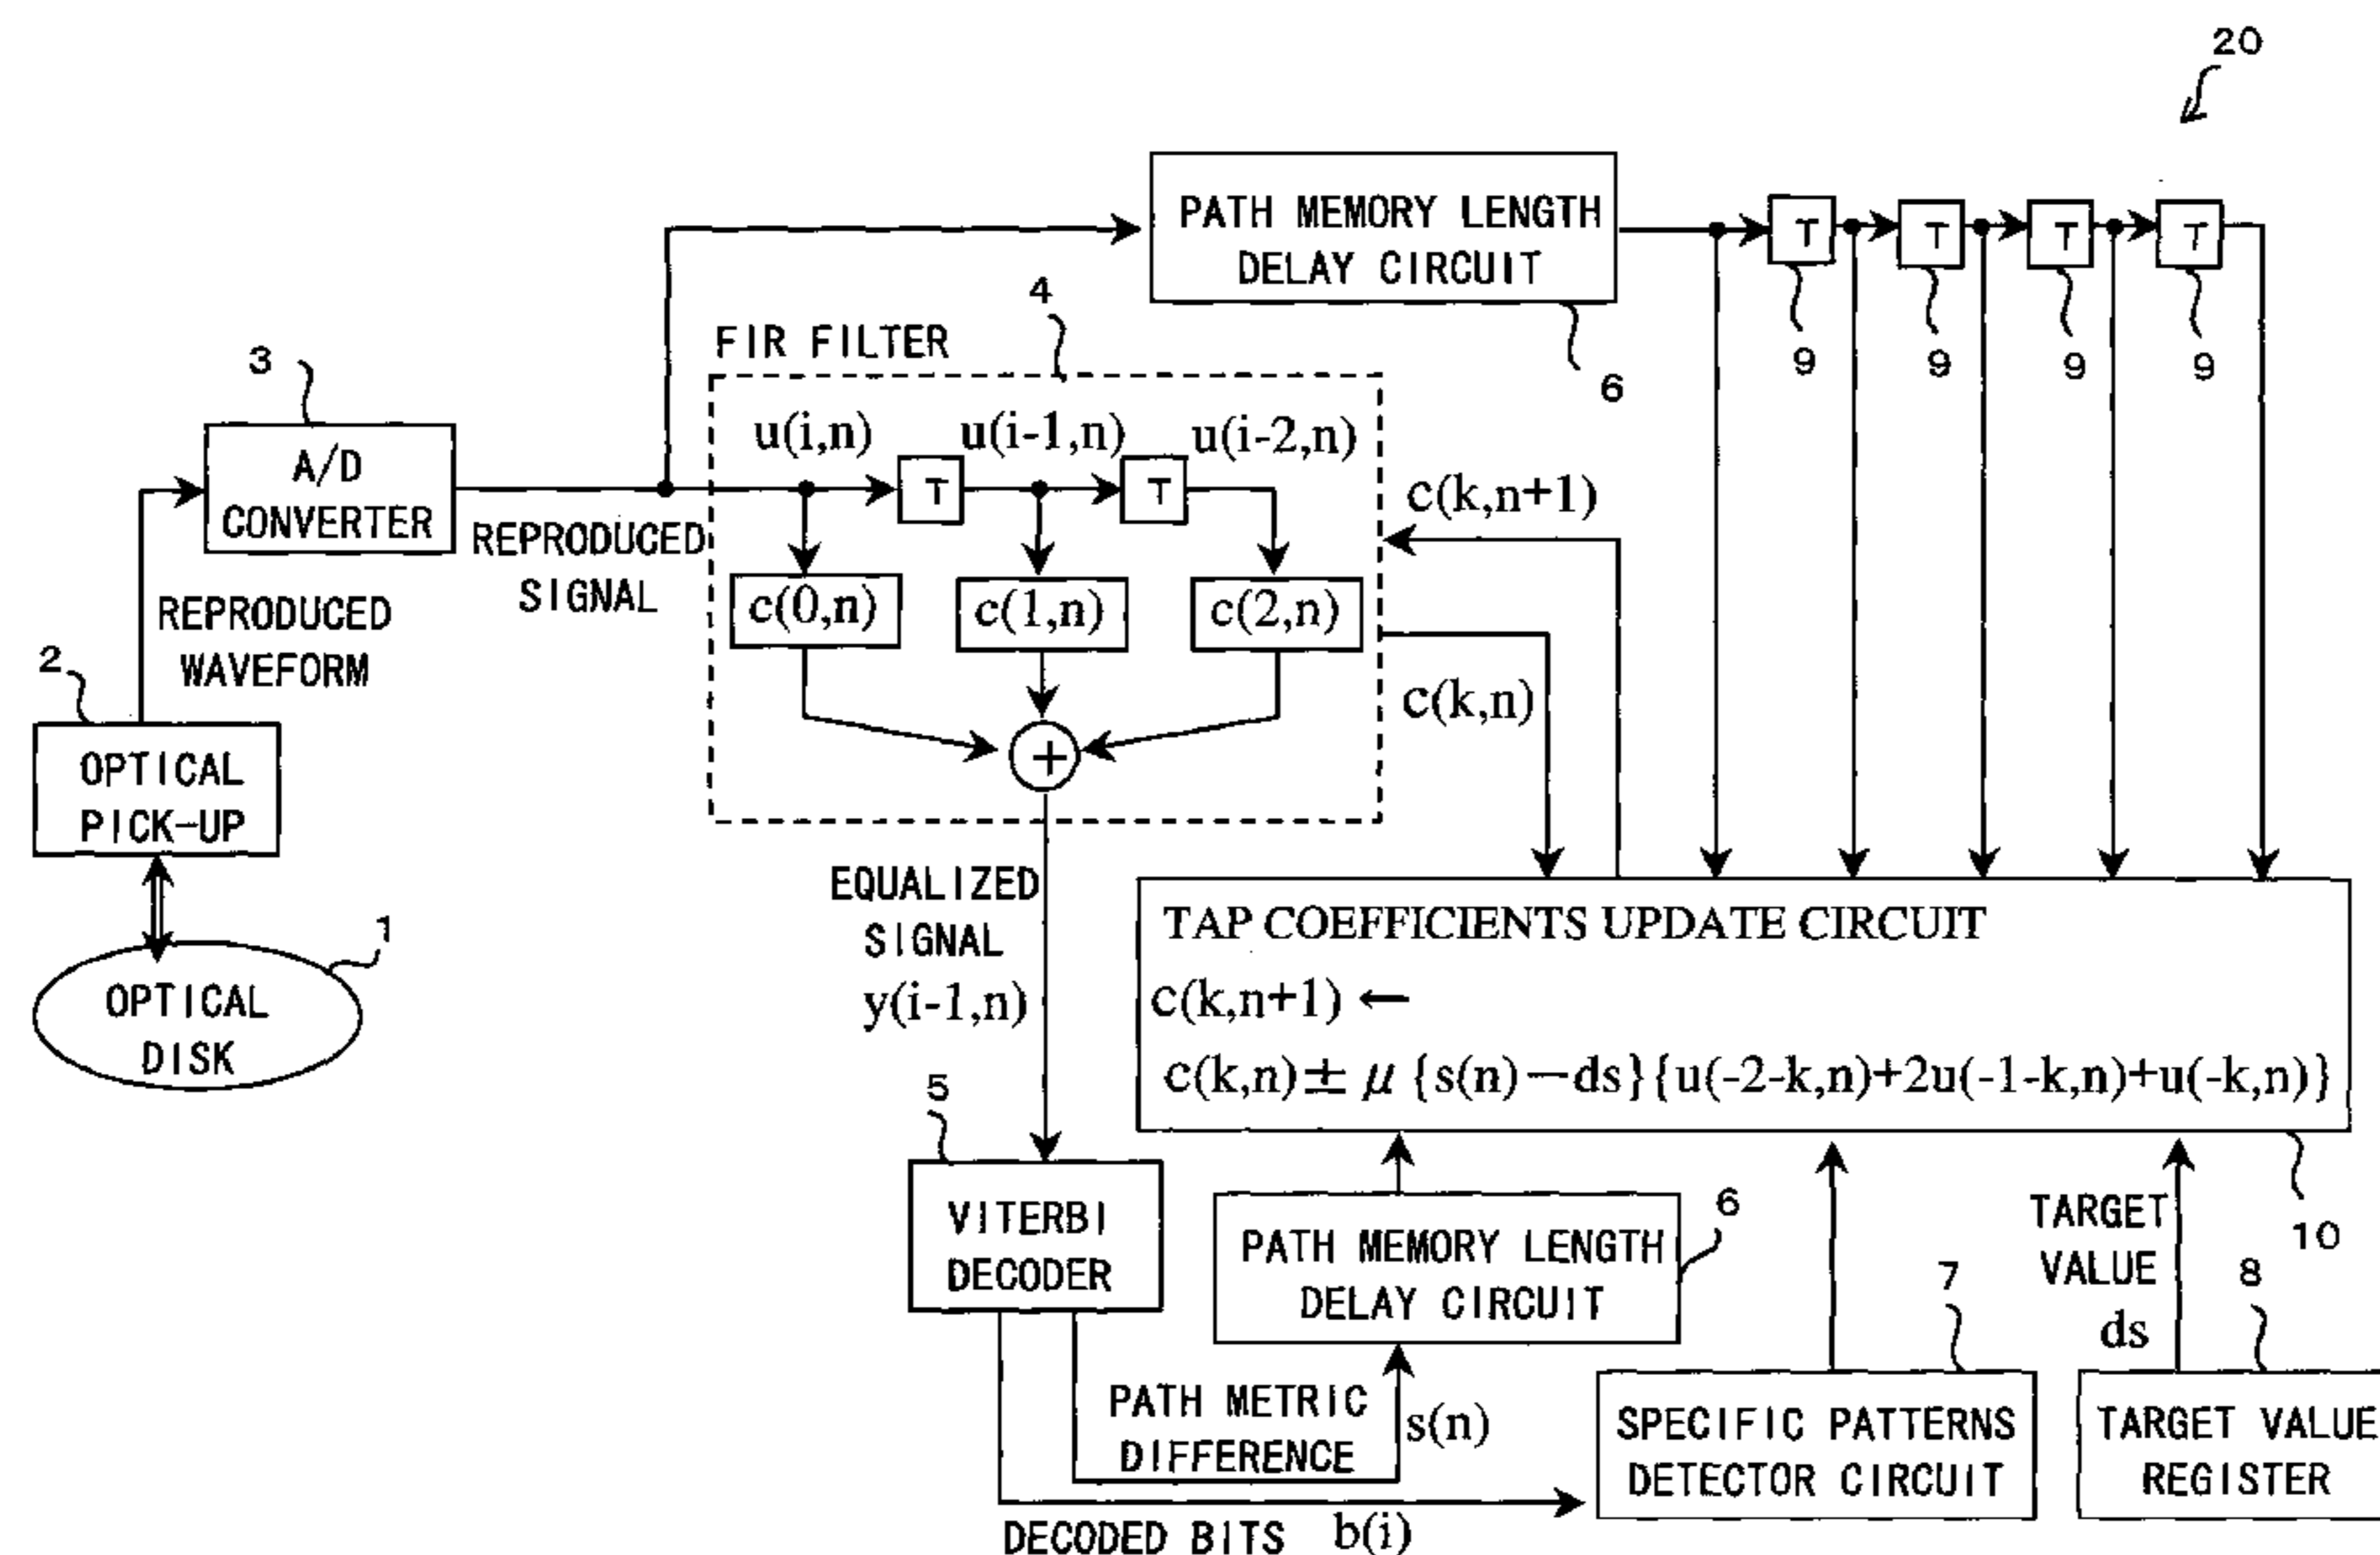 20
PATH MEMORY LENGTH
DELAY CIRCUIT
T
T
T
T
9
9
9
9
6
4
FIR FILTER
3
A/D
CONVERTER
REPRODUCED
SIGNAL
u(i,n)
u(i-1,n)
u(i-2,n)
T
T
c(0,n)
c(1,n)
c(2,n)
+
c(k,n+1)
c(k,n)
REPRODUCED
WAVEFORM
2
OPTICAL
PICK-UP
1
OPTICAL
DISK
EQUALIZED
SIGNAL
y(i-1,n)
TAP COEFFICIENTS UPDATE CIRCUIT
c(k,n+1) ←
c(k,n)± μ {s(n)−ds}{u(-2-k,n)+2u(-1-k,n)+u(-k,n)}
10
5
VITERBI
DECODER
PATH MEMORY LENGTH
DELAY CIRCUIT
6
TARGET
VALUE
ds
7
8
PATH METRIC
DIFFERENCE
s(n)
SPECIFIC PATTERNS
DETECTOR CIRCUIT
TARGET VALUE
REGISTER
DECODED BITS b(i)